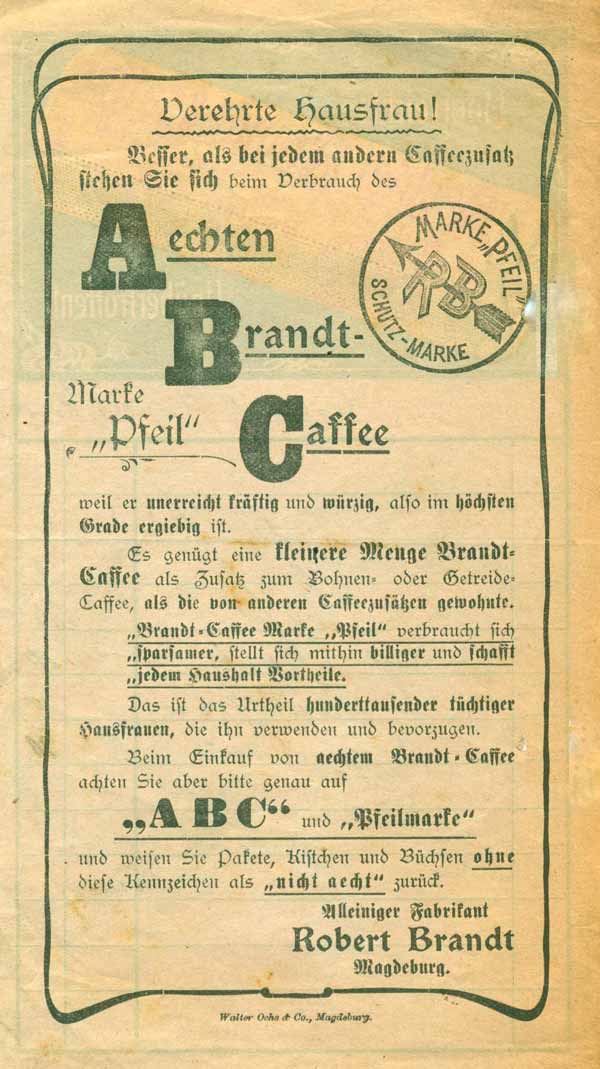 Verehrte Hausfrau!
Besser, als bei jedem andern Caffeezusatz
stehen Sie sich beim Verbrauch des
Aechten
MARKE „PFEIL"
RB
SCHUTZ-MARKE
Brandt-
Marke
„Pfeil"
Caffee
weil er unerreicht kräftig und würzig, also im höchsten
Grade ergiebig ist.
Es genügt eine kleinere Menge Brandt-
Caffee als Zusatz zum Bohnen- oder Getreide-
Caffee, als die von anderen Caffeezusätzen gewohnte.
„Brandt-Caffee Marke „Pfeil" verbraucht sich
„sparsamer, stellt sich mithin billiger und schafft
„jedem Haushalt Vortheile.
Das ist das Urtheil hunderttausender tüchtiger
Hausfrauen, die ihn verwenden und bevorzugen.
Beim Einkauf von aechtem Brandt-Caffee
achten Sie aber bitte genau auf
„ABC" und „Pfeilmarke"
und weisen Sie Pakete, Kistchen und Büchsen ohne
diese Kennzeichen als „nicht aecht" zurück.
Alleiniger Fabrikant
Robert Brandt
Magdeburg.
Walter Ochs & Co., Magdeburg.